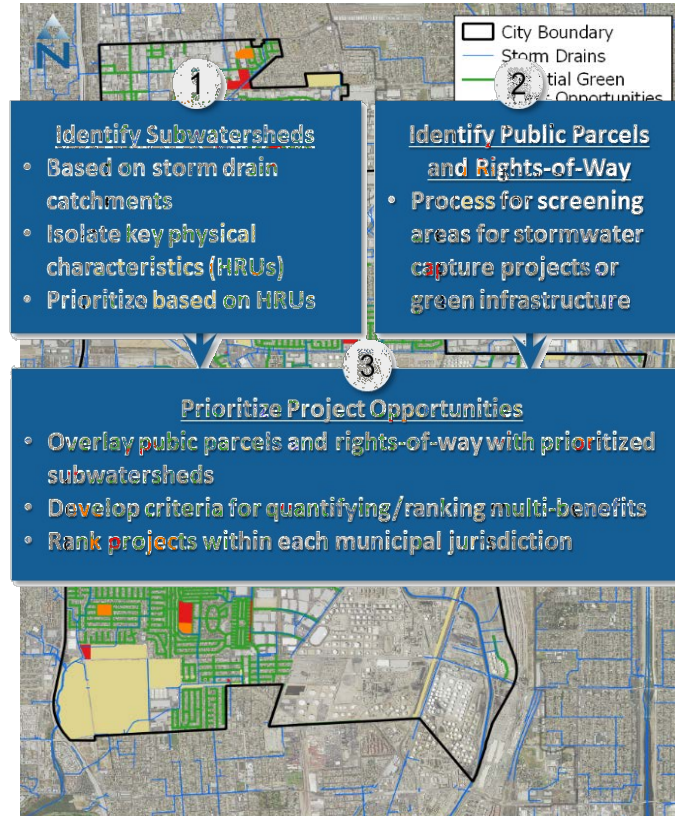 N
City Boundary
Storm Drains
tial Green
Opportunities
1
Identify Subwatersheds
• Based on storm drain
catchments
• Isolate key physical
characteristics (HRUs)
• Prioritize based on HRUs
2
Identify Public Parcels
and Rights-of-Way
• Process for screening
areas for stormwater
capture projects or
green infrastructure
3
Prioritize Project Opportunities
• Overlay pubic parcels and rights-of-way with prioritized
subwatersheds
• Develop criteria for quantifying/ranking multi-benefits
• Rank projects within each municipal jurisdiction